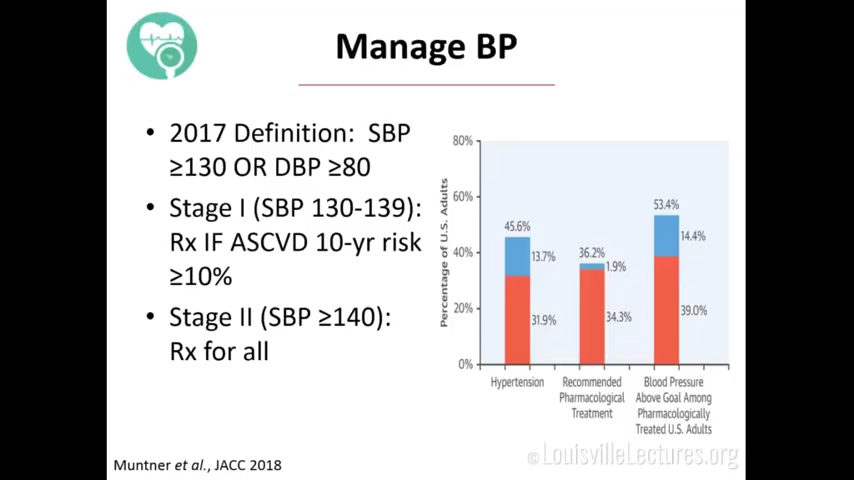 Manage BP
• 2017 Definition: SBP
≥130 OR DBP ≥80
• Stage I (SBP 130-139):
Rx IF ASCVD 10-yr risk
≥10%
• Stage II (SBP ≥140):
Rx for all
Percentage of U.S. Adults
80%
60%
40%
20%
0%
45.6%
13.7%
31.9%
36.2%
1.9%
34.3%
53.4%
14.4%
39.0%
Hypertension
Recommended
Pharmacological
Treatment
Blood Pressure
Above Goal Among
Pharmacologically
Treated U.S. Adults
Muntner et al., JACC 2018
©LouisvilleLectures.org